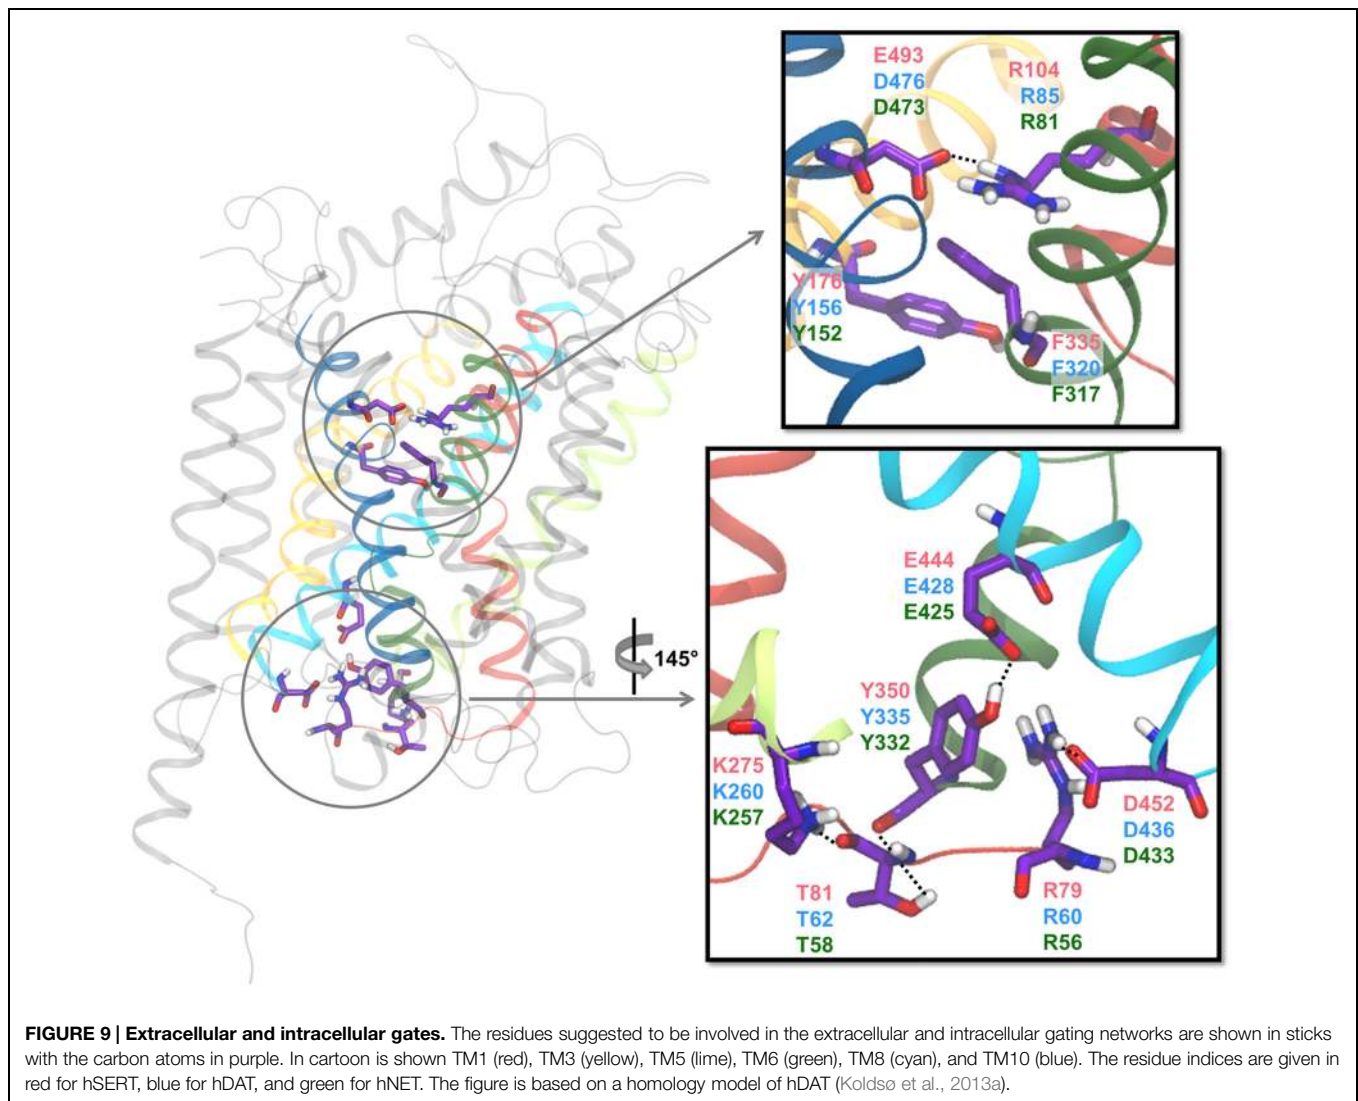 E493
D476
D473
R104
R85
R81
Y176
Y156
Y152
F335
F320
F317
145°
E444
E428
E425
Y350
Y335
Y332
K275
K260
K257
D452
D436
D433
T81
T62
T58
R79
R60
R56
FIGURE 9 | Extracellular and intracellular gates. The residues suggested to be involved in the extracellular and intracellular gating networks are shown in sticks
with the carbon atoms in purple. In cartoon is shown TM1 (red), TM3 (yellow), TM5 (lime), TM6 (green), TM8 (cyan), and TM10 (blue). The residue indices are given in
red for hSERT, blue for hDAT, and green for hNET. The figure is based on a homology model of hDAT (Koldsø et al., 2013a).